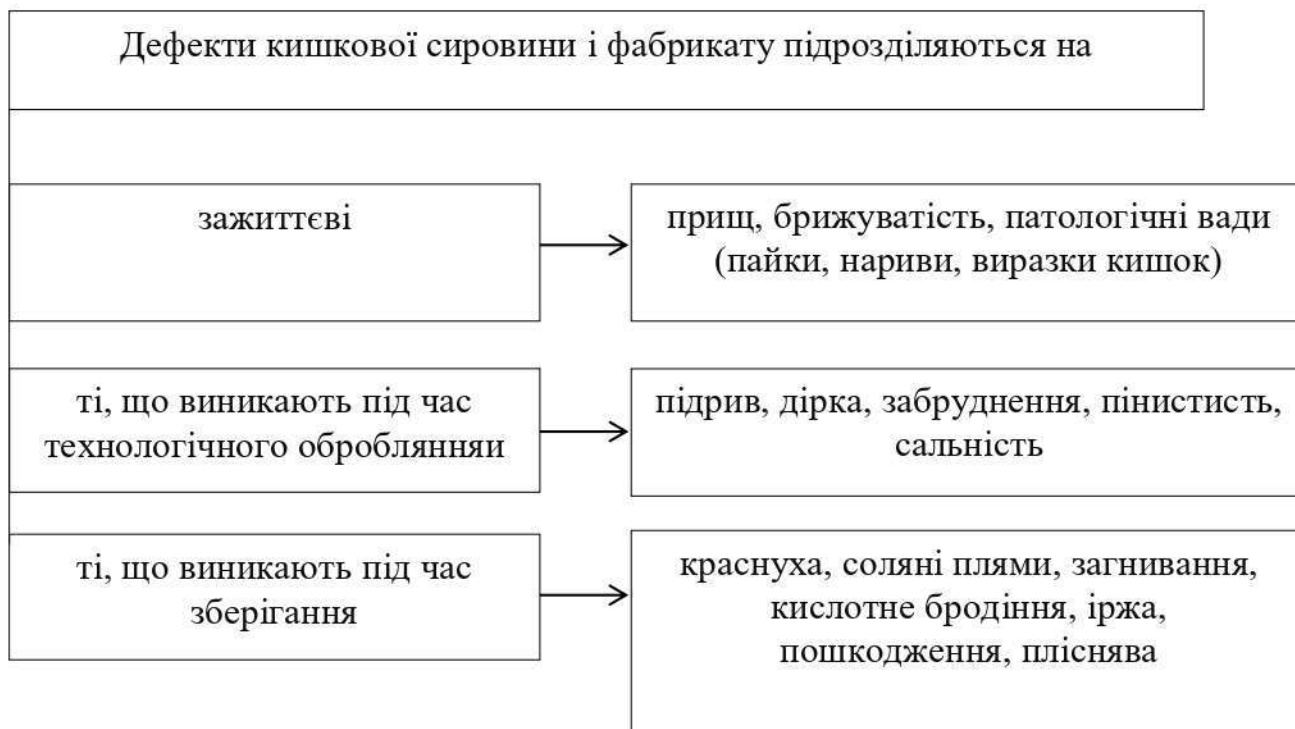 Дефекти кишкової сировини і фабрикату підрозділяються на
зажиттєві
прищ, брижуватість, патологічні вади
(пайки, нариви, виразки кишок)
ті, що виникають під час
технологічного оброблянняи
підрив, дірка, забруднення, пінистість,
сальність
ті, що виникають під час
зберігання
краснуха, соляні плями, загнивання,
кислотне бродіння, іржа,
пошкодження, пліснява